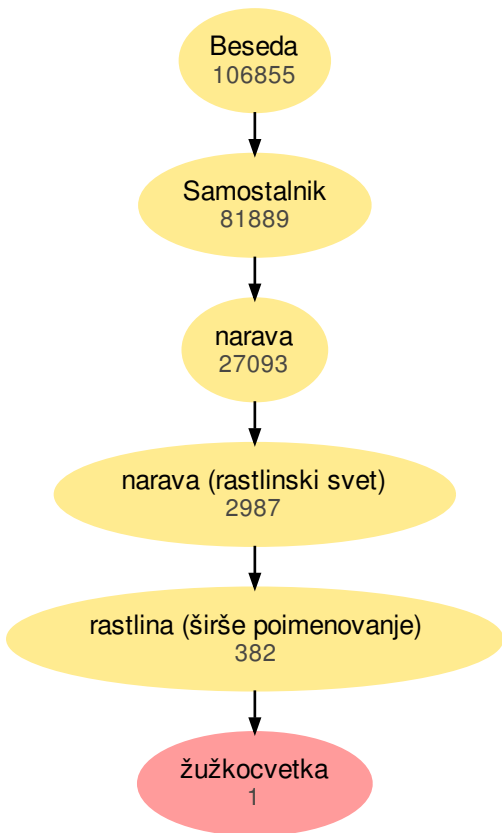 Beseda
106855
Samostalnik
81889
narava
27093
narava (rastlinski svet)
2987
rastlina (širše poimenovanje)
382
žužkocvetka
1